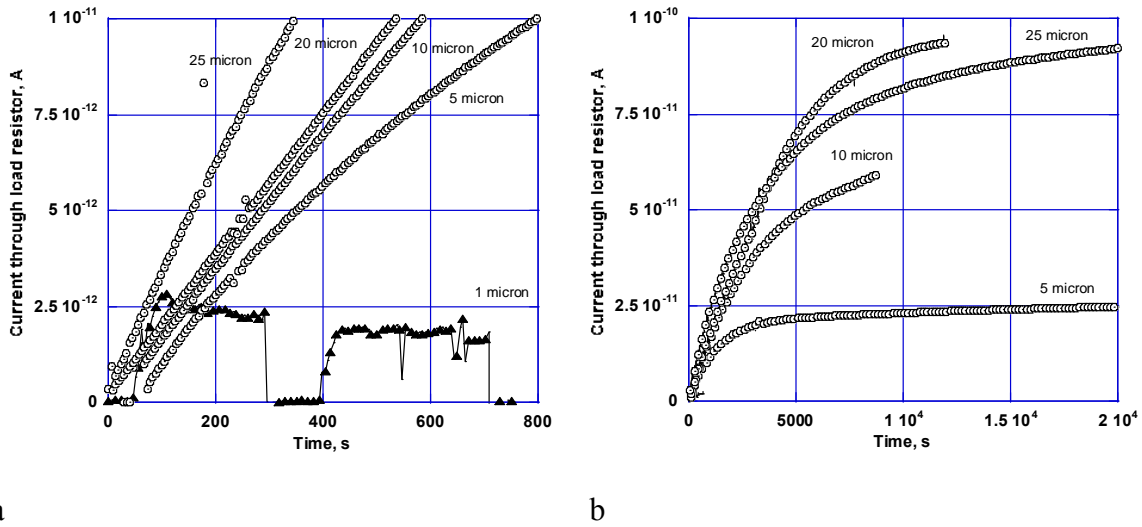 1 10⁻¹¹
7.5 10⁻¹²
5 10⁻¹²
2.5 10⁻¹²
0
Current through load resistor, A
25 micron
20 micron
10 micron
5 micron
1 micron
0 200 400 600 800
Time, s
a
1 10⁻¹⁰
7.5 10⁻¹¹
5 10⁻¹¹
2.5 10⁻¹¹
0
Current through load resistor, A
20 micron
25 micron
10 micron
5 micron
0 5000 1 10⁴ 1.5 10⁴ 2 10⁴
Time, s
b